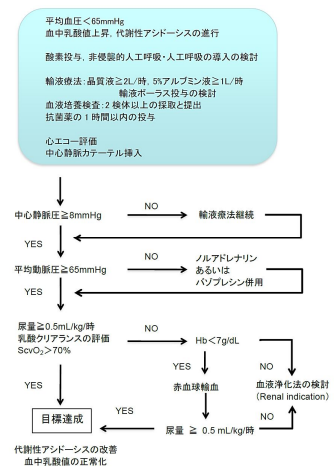 平均血圧＜65mmHg
血中乳酸値上昇，代謝性アシドーシスの進行
酸素投与，非侵襲的人工呼吸・人工呼吸の導入の検討
輸液療法：晶質液≧2L/時，5%アルブミン液≧1L/時
輸液ボーラス投与の検討
血液培養検査：2 検体以上の採取と提出
抗菌薬の 1 時間以内の投与
心エコー評価
中心静脈カテーテル挿入
中心静脈圧≧8mmHg
NO
輸液療法継続
YES
平均動脈圧≧65mmHg
NO
ノルアドレナリン
あるいは
バゾプレシン併用
YES
尿量≧0.5mL/kg/時
乳酸クリアランスの評価
ScvO₂＞70%
NO
Hb＜7g/dL
NO
YES
YES
赤血球輸血
血液浄化法の検討
（Renal indication）
目標達成
YES
尿量 ≧ 0.5 mL/kg/時
NO
代謝性アシドーシスの改善
血中乳酸値の正常化